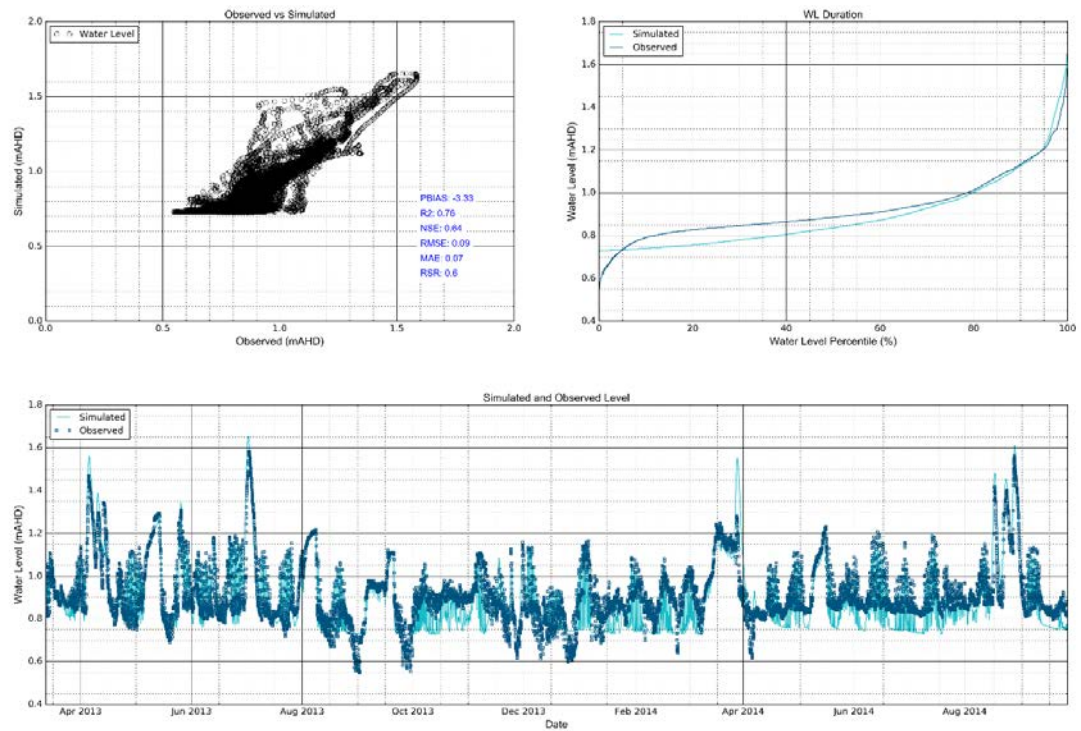 Observed vs Simulated
Water Level
2.0
1.5
1.0
0.5
0.0
Simulated (mAHD)
PBIAS: -3.33
R2: 0.76
NSE: 0.64
RMSE: 0.09
MAE: 0.07
RSR: 0.6
0.0 0.5 1.0 1.5 2.0
Observed (mAHD)
WL Duration
Simulated
Observed
1.8
1.6
1.4
1.2
1.0
0.8
0.6
0.4
Water Level (mAHD)
0 20 40 60 80 100
Water Level Percentile (%)
Simulated and Observed Level
Simulated
Observed
1.8
1.6
1.4
1.2
1.0
0.8
0.6
0.4
Water Level (mAHD)
Apr 2013 Jun 2013 Aug 2013 Oct 2013 Dec 2013 Feb 2014 Apr 2014 Jun 2014 Aug 2014
Date